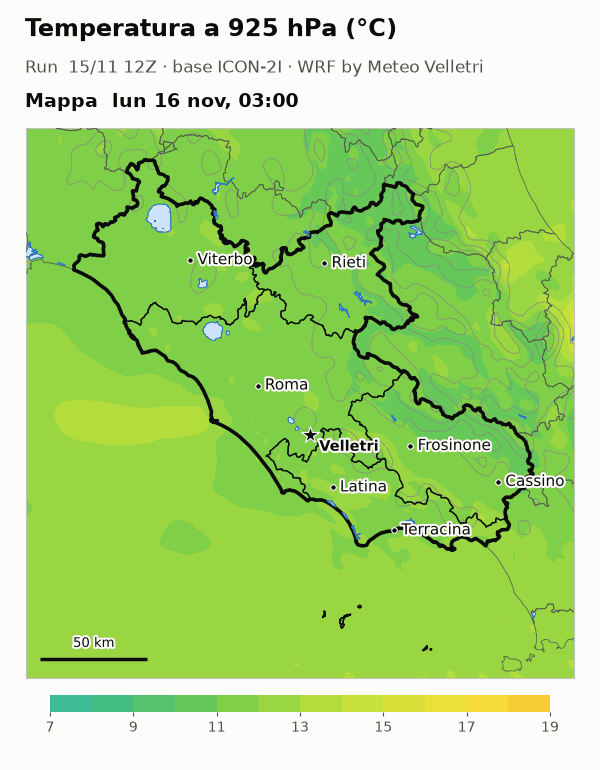 Temperatura a 925 hPa (°C)
Run  15/11 12Z · base ICON-2I · WRF by Meteo Velletri
Mappa  lun 16 nov, 03:00
Viterbo
Rieti
Roma
Velletri
Frosinone
Cassino
Latina
Terracina
50 km
7 9 11 13 15 17 19